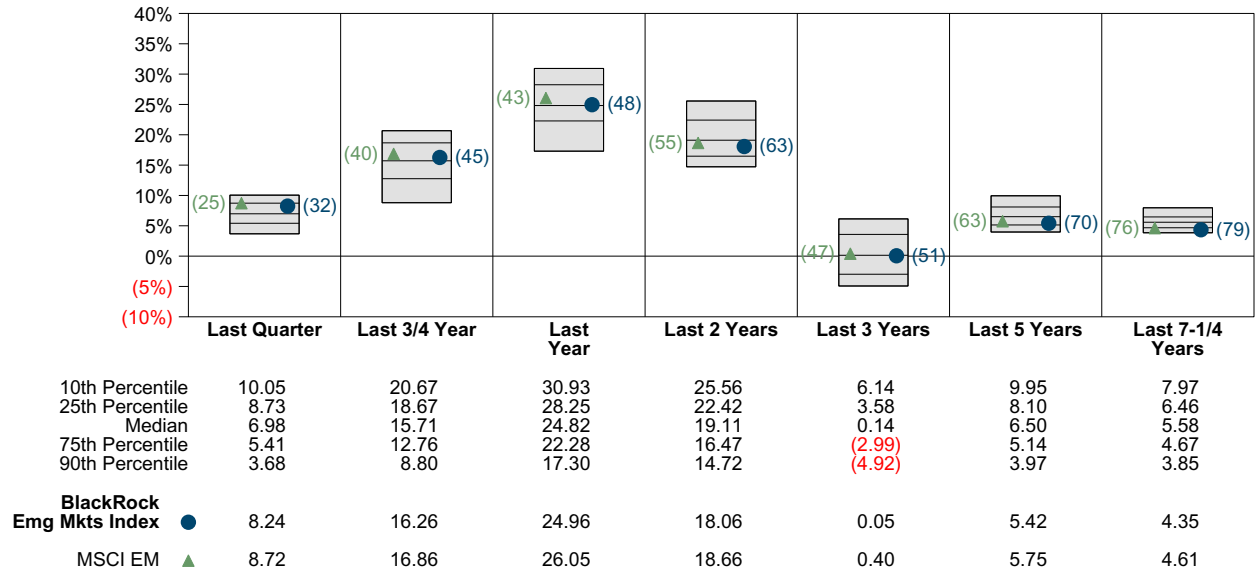 40%
35%
30%
25%
20%
15%
10%
5%
0%
(5%)
(10%)
(25) (32)
(40) (45)
(43) (48)
(55) (63)
(47) (51)
(63) (70)
(76) (79)
Last Quarter Last 3/4 Year Last Last 2 Years Last 3 Years Last 5 Years Last 7-1/4
Year Years
10th Percentile 10.05 20.67 30.93 25.56 6.14 9.95 7.97
25th Percentile 8.73 18.67 28.25 22.42 3.58 8.10 6.46
Median 6.98 15.71 24.82 19.11 0.14 6.50 5.58
75th Percentile 5.41 12.76 22.28 16.47 (2.99) 5.14 4.67
90th Percentile 3.68 8.80 17.30 14.72 (4.92) 3.97 3.85
BlackRock
Emg Mkts Index 8.24 16.26 24.96 18.06 0.05 5.42 4.35
MSCI EM 8.72 16.86 26.05 18.66 0.40 5.75 4.61